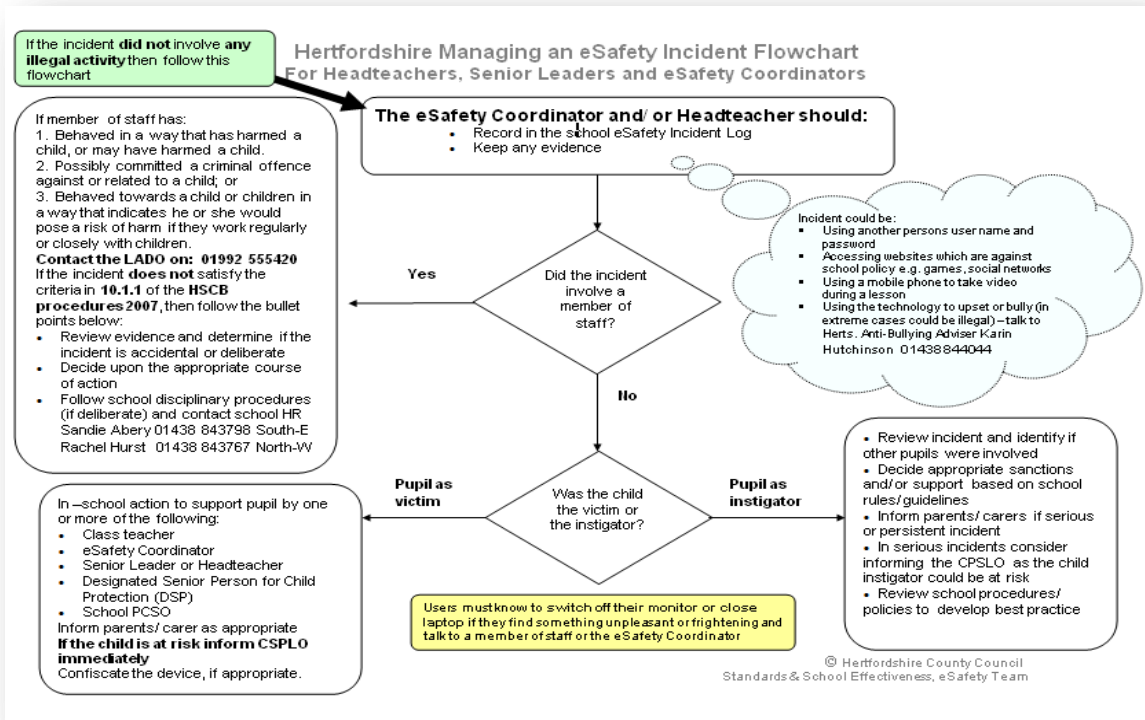 If the incident did not involve any
illegal activity then follow this
flowchart
Hertfordshire Managing an eSafety Incident Flowchart
For Headteachers, Senior Leaders and eSafety Coordinators
The eSafety Coordinator and/ or Headteacher should:
• Record in the school eSafety Incident Log
• Keep any evidence
If member of staff has:
1. Behaved in a way that has harmed a
child, or may have harmed a child.
2. Possibly committed a criminal offence
against or related to a child; or
3. Behaved towards a child or children in
a way that indicates he or she would
pose a risk of harm if they work regularly
or closely with children.
Contact the LADO on: 01992 555420
If the incident does not satisfy the
criteria in 10.1.1 of the HSCB
procedures 2007, then follow the bullet
points below:
• Review evidence and determine if the
incident is accidental or deliberate
• Decide upon the appropriate course
of action
• Follow school disciplinary procedures
(if deliberate) and contact school HR
Sandie Abery 01438 843798 South-E
Rachel Hurst 01438 843767 North-W
Yes
Did the incident
involve a
member of
staff?
Incident could be:
▪ Using another persons user name and
password
▪ Accessing websites which are against
school policy e.g. games, social networks
▪ Using a mobile phone to take video
during a lesson
▪ Using the technology to upset or bully (in
extreme cases could be illegal) – talk to
Herts. Anti-Bullying Adviser Karin
Hutchinson 01438844044
No
In –school action to support pupil by one
or more of the following:
• Class teacher
• eSafety Coordinator
• Senior Leader or Headteacher
• Designated Senior Person for Child
Protection (DSP)
• School PCSO
Inform parents/ carer as appropriate
If the child is at risk inform CSPLO
immediately
Confiscate the device, if appropriate.
Pupil as
victim
Was the child
the victim or
the instigator?
Pupil as
instigator
• Review incident and identify if
other pupils were involved
• Decide appropriate sanctions
and/or support based on school
rules/guidelines
• Inform parents/ carers if serious
or persistent incident
• In serious incidents consider
informing the CPSLO as the child
instigator could be at risk
• Review school procedures/
policies to develop best practice
Users must know to switch off their monitor or close
laptop if they find something unpleasant or frightening and
talk to a member of staff or the eSafety Coordinator
© Hertfordshire County Council
Standards & School Effectiveness, eSafety Team